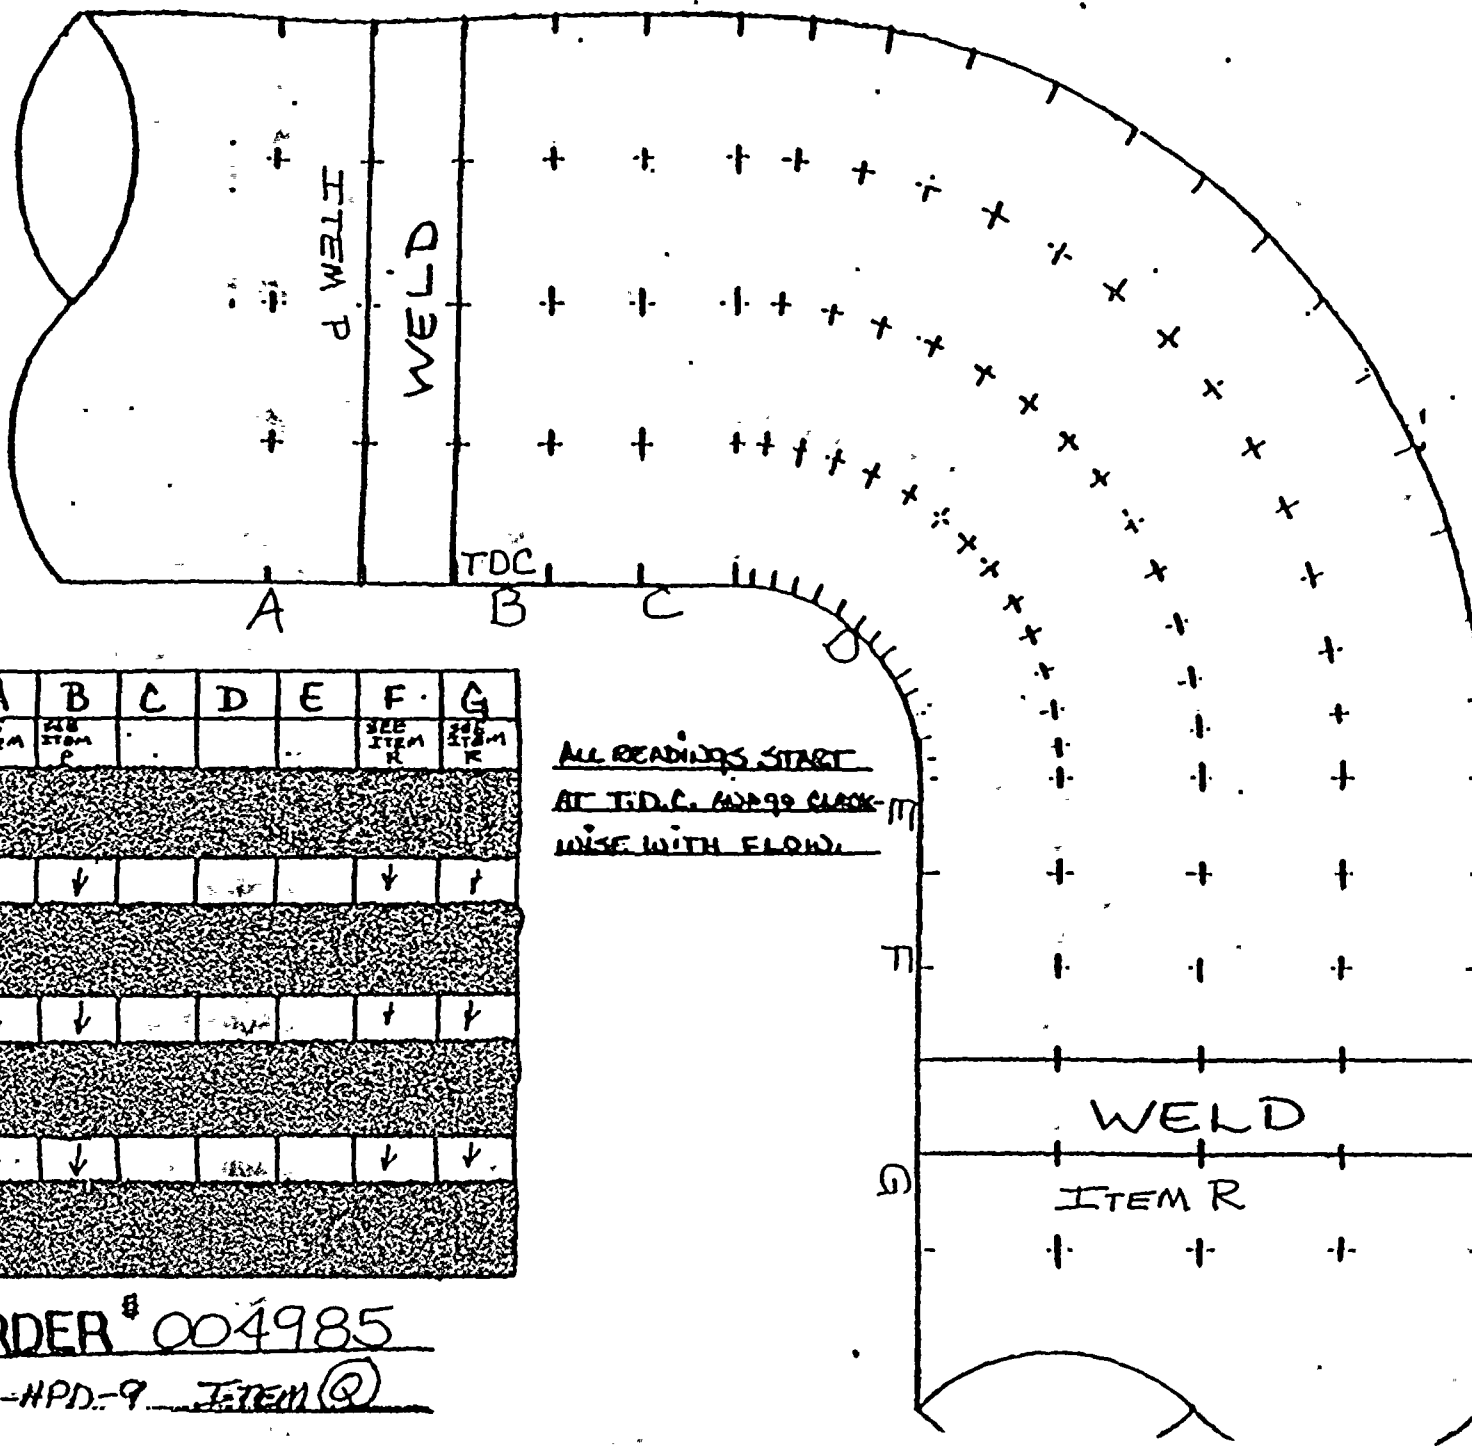 ITEM P
WELD
TDC
A
B
C
D
E
F
G
WELD
ITEM R
A B C D E F G
SEE ITEM P
SEE ITEM R
SEE ITEM R
ALL READINGS START
AT T.D.C. AND GO CLOCK-
WISE WITH FLOW.
RDER # 004985
-HPD-9 ITEM Q